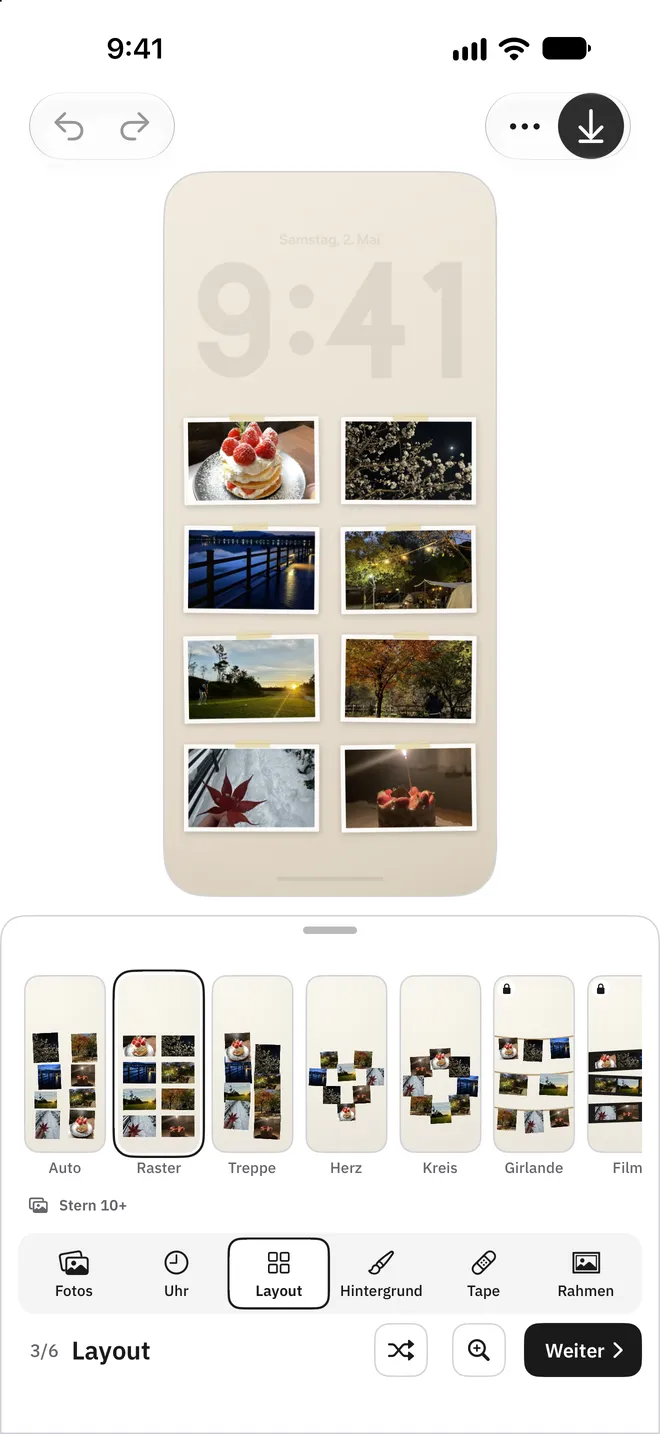 9:41
Samstag, 2. Mai
9:41
Auto
Raster
Treppe
Herz
Kreis
Girlande
Film
Stern 10+
Fotos
Uhr
Layout
Hintergrund
Tape
Rahmen
3/6 Layout
Weiter